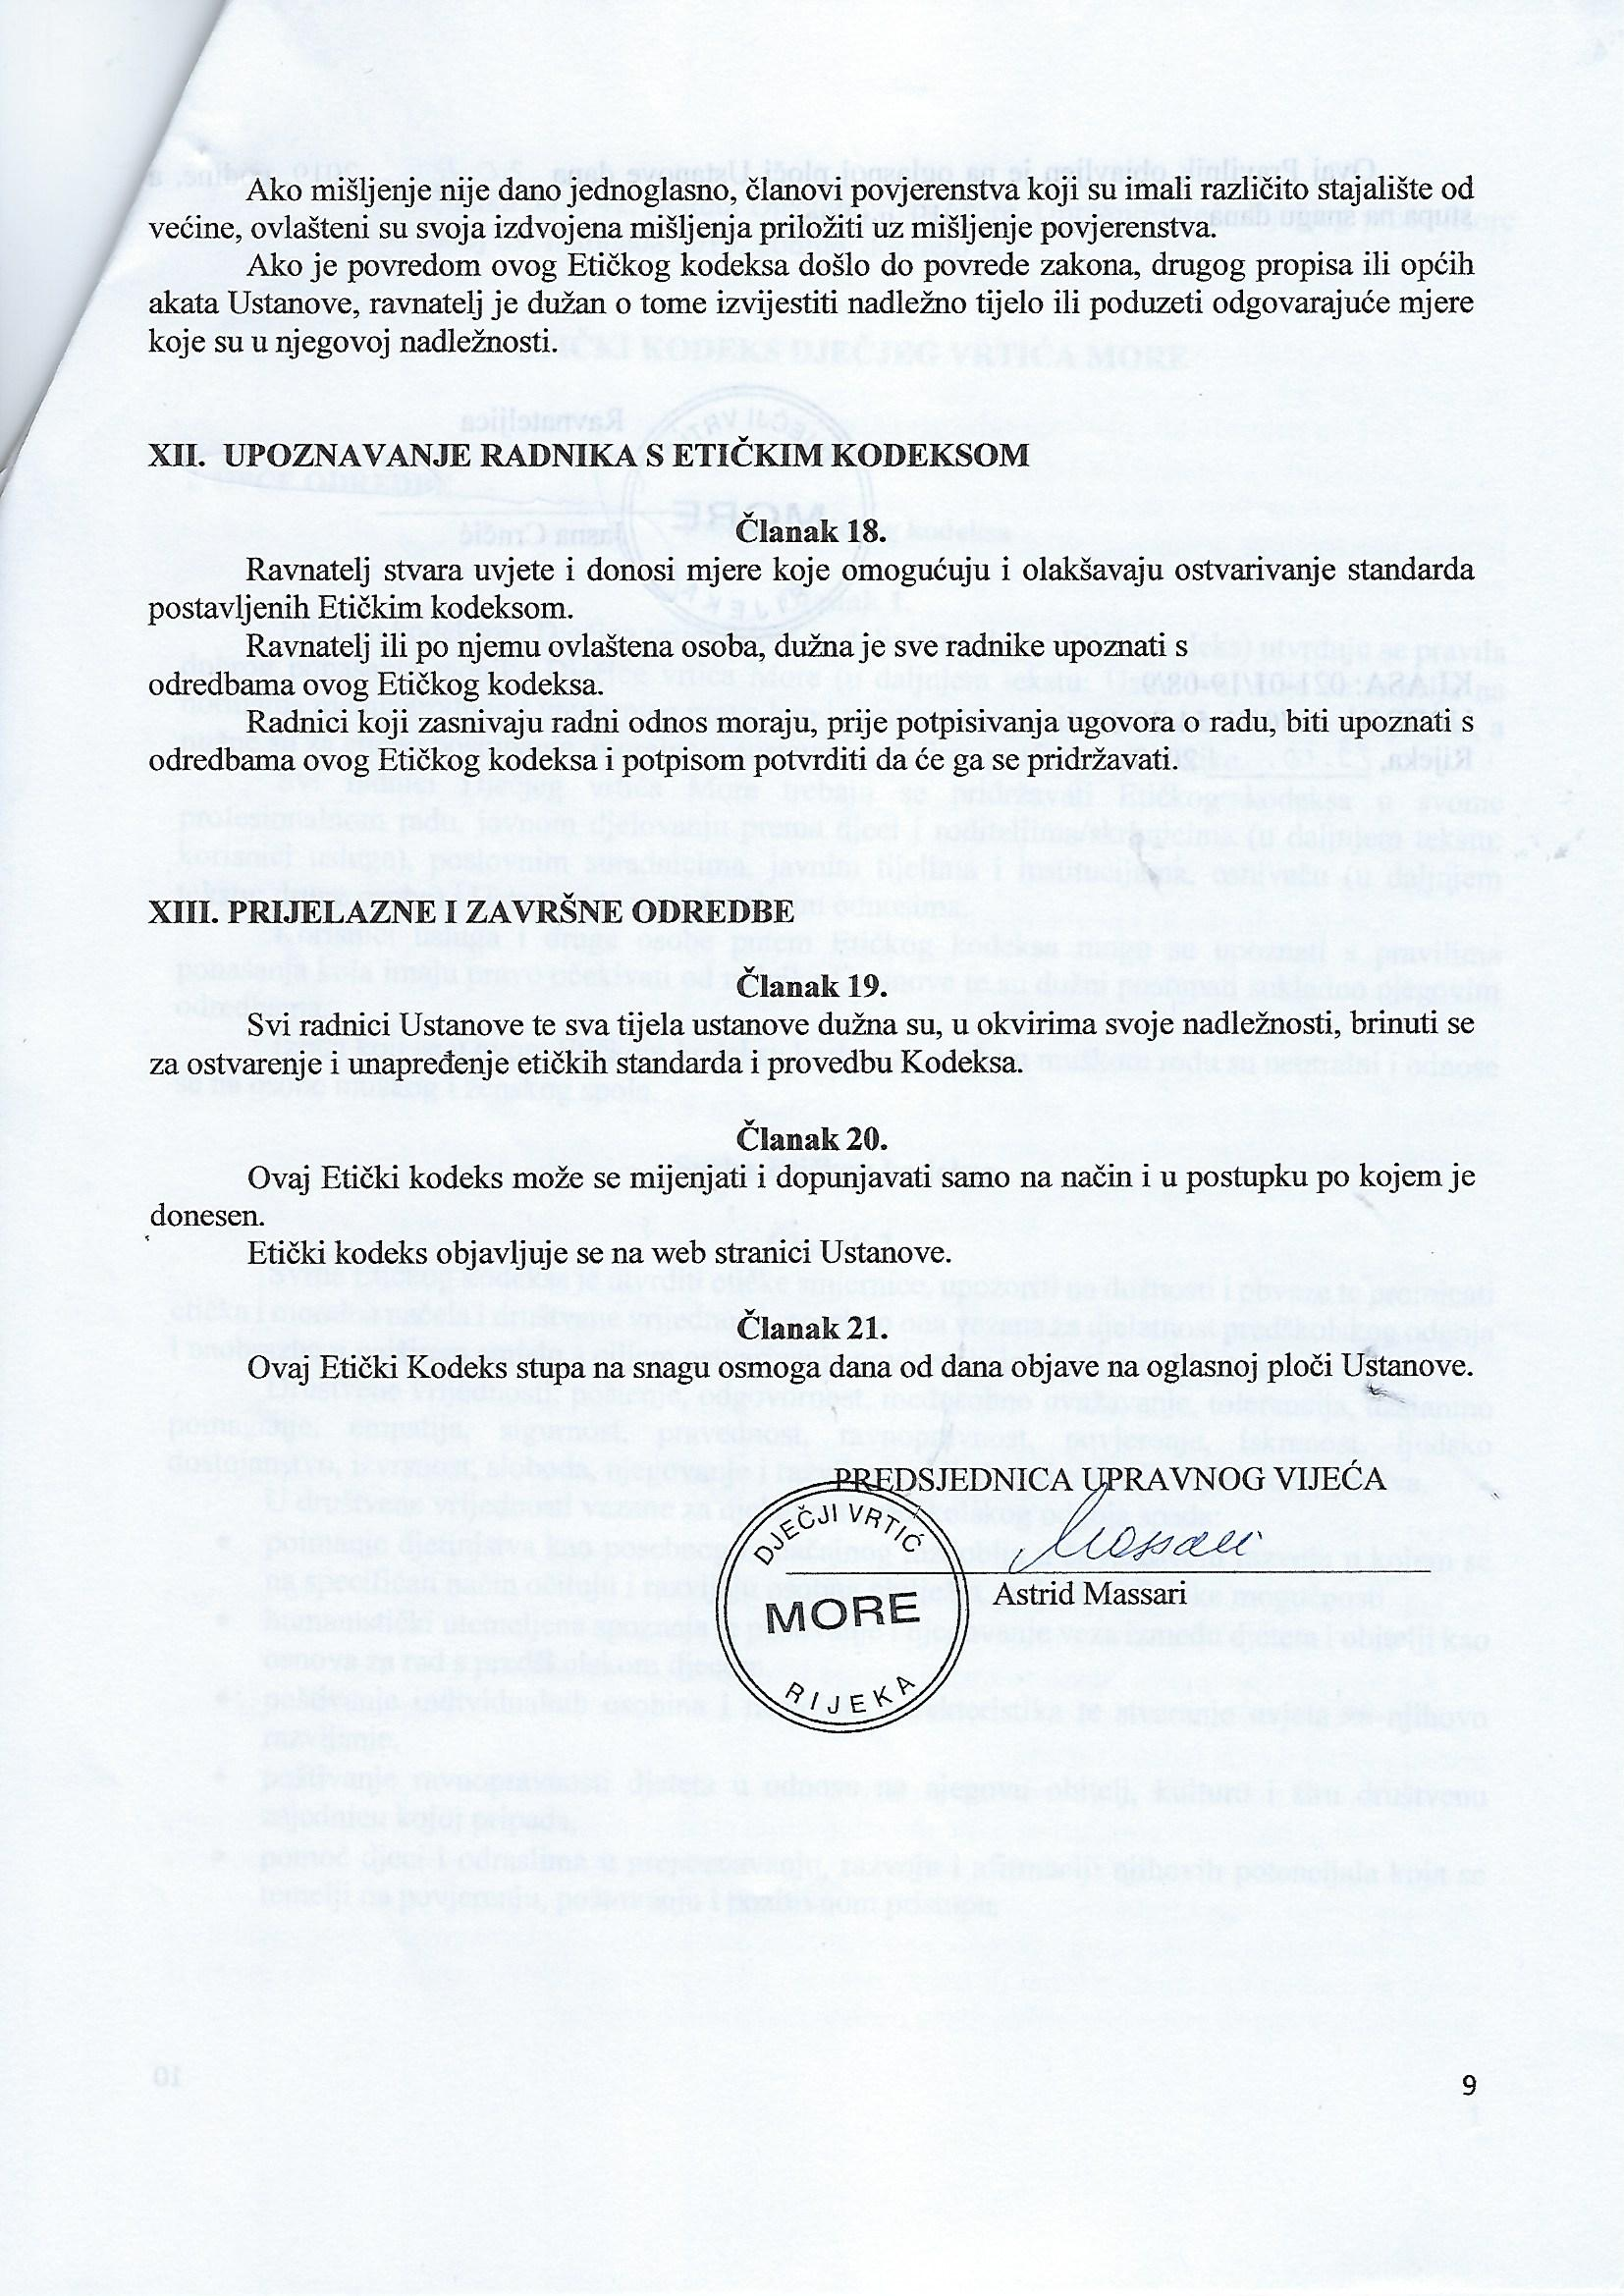 Ako mišljenje nije dano jednoglasno, članovi povjerenstva koji su imali različito stajalište od
većine, ovlašteni su svoja izdvojena mišljenja priložiti uz mišljenje povjerenstva.
Ako je povredom ovog Etičkog kodeksa došlo do povrede zakona, drugog propisa ili općih
akata Ustanove, ravnatelj je dužan o tome izvijestiti nadležno tijelo ili poduzeti odgovarajuće mjere
koje su u njegovoj nadležnosti.
XII. UPOZNAVANJE RADNIKA S ETIČKIM KODEKSOM
Članak 18.
Ravnatelj stvara uvjete i donosi mjere koje omogućuju i olakšavaju ostvarivanje standarda
postavljenih Etičkim kodeksom.
Ravnatelj ili po njemu ovlaštena osoba, dužna je sve radnike upoznati s
odredbama ovog Etičkog kodeksa.
Radnici koji zasnivaju radni odnos moraju, prije potpisivanja ugovora o radu, biti upoznati s
odredbama ovog Etičkog kodeksa i potpisom potvrditi da će ga se pridržavati.
XIII. PRIJELAZNE I ZAVRŠNE ODREDBE
Članak 19.
Svi radnici Ustanove te sva tijela ustanove dužna su, u okvirima svoje nadležnosti, brinuti se
za ostvarenje i unapređenje etičkih standarda i provedbu Kodeksa.
Članak 20.
Ovaj Etički kodeks može se mijenjati i dopunjavati samo na način i u postupku po kojem je
donesen.
Etički kodeks objavljuje se na web stranici Ustanove.
Članak 21.
Ovaj Etički Kodeks stupa na snagu osmoga dana od dana objave na oglasnoj ploči Ustanove.
PREDSJEDNICA UPRAVNOG VIJEĆA
Massari
Astrid Massari
DJEČJI VRTIĆ
MORE
RIJEKA
9